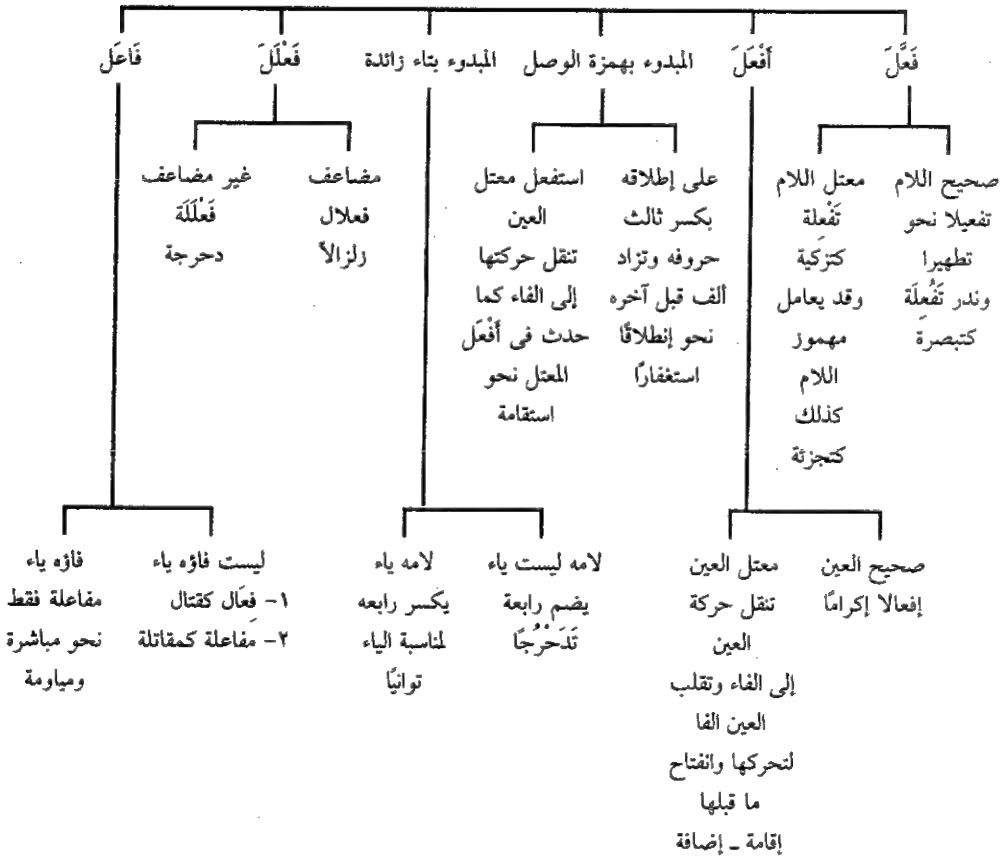 فَعَّلَ
أَفْعَلَ
المبدوء بهمزة الوصل
المبدوء بتاء زائدة
فَعْلَلَ
فَاعَل
صحيح اللام
تفعيلا نحو
تطهيرا
وندر تَفْعِلَة
كتبصرة
معتل اللام
تَفْعِلة
كتزكية
وقد يعامل
مهموز
اللام
كذلك
كتجزئة
على إطلاقه
بكسر ثالث
حروفه وتزاد
ألف قبل آخره
نحو إنطلاقًا
استغفارًا
استفعل معتل
العين
تنقل حركتها
إلى الفاء كما
حدث فى أَفْعَل
المعتل نحو
استقامة
مضاعف
فعلال
زلزالاً
غير مضاعف
فَعْلَلَة
دحرجة
صحيح العين
إفعالا إكرامًا
معتل العين
تنقل حركة
العين
إلى الفاء وتقلب
العين الفا
لتحركها وانفتاح
ما قبلها
إقامة ـ إضافة
لامه ليست ياء
يضم رابعة
تَدَحْرُجًا
لامه ياء
يكسر رابعه
لمناسبة الياء
توانيًا
ليست فاؤه ياء
١- فِعَال كقتال
٢- مفاعلة كمقاتلة
فاؤه ياء
مفاعلة فقط
نحو مباشرة
ومياومة